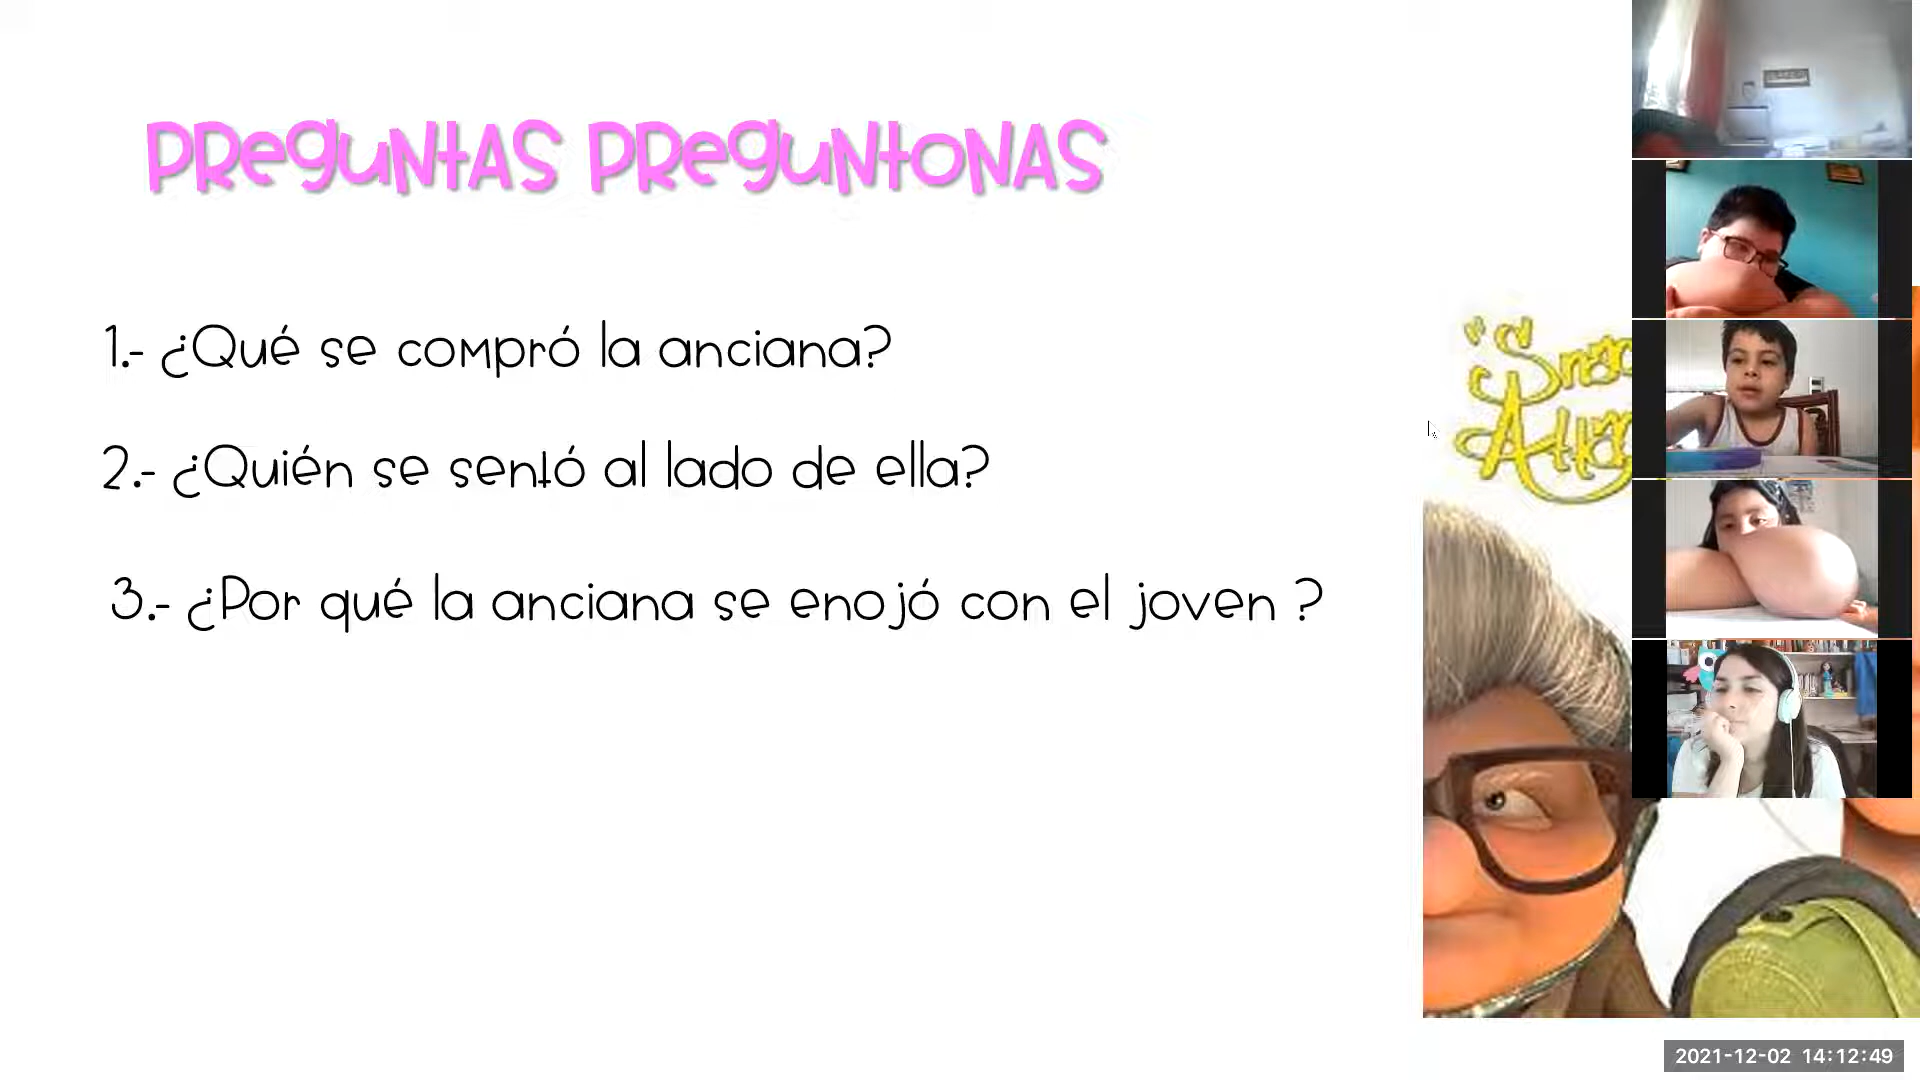 PReguNtAS PReguNtoNAS
1.- ¿Qué se compró la anciana?
2.- ¿Quién se sentó al lado de ella?
3.- ¿Por qué la anciana se enojó con el joven ?
2021-12-02 14:12:49